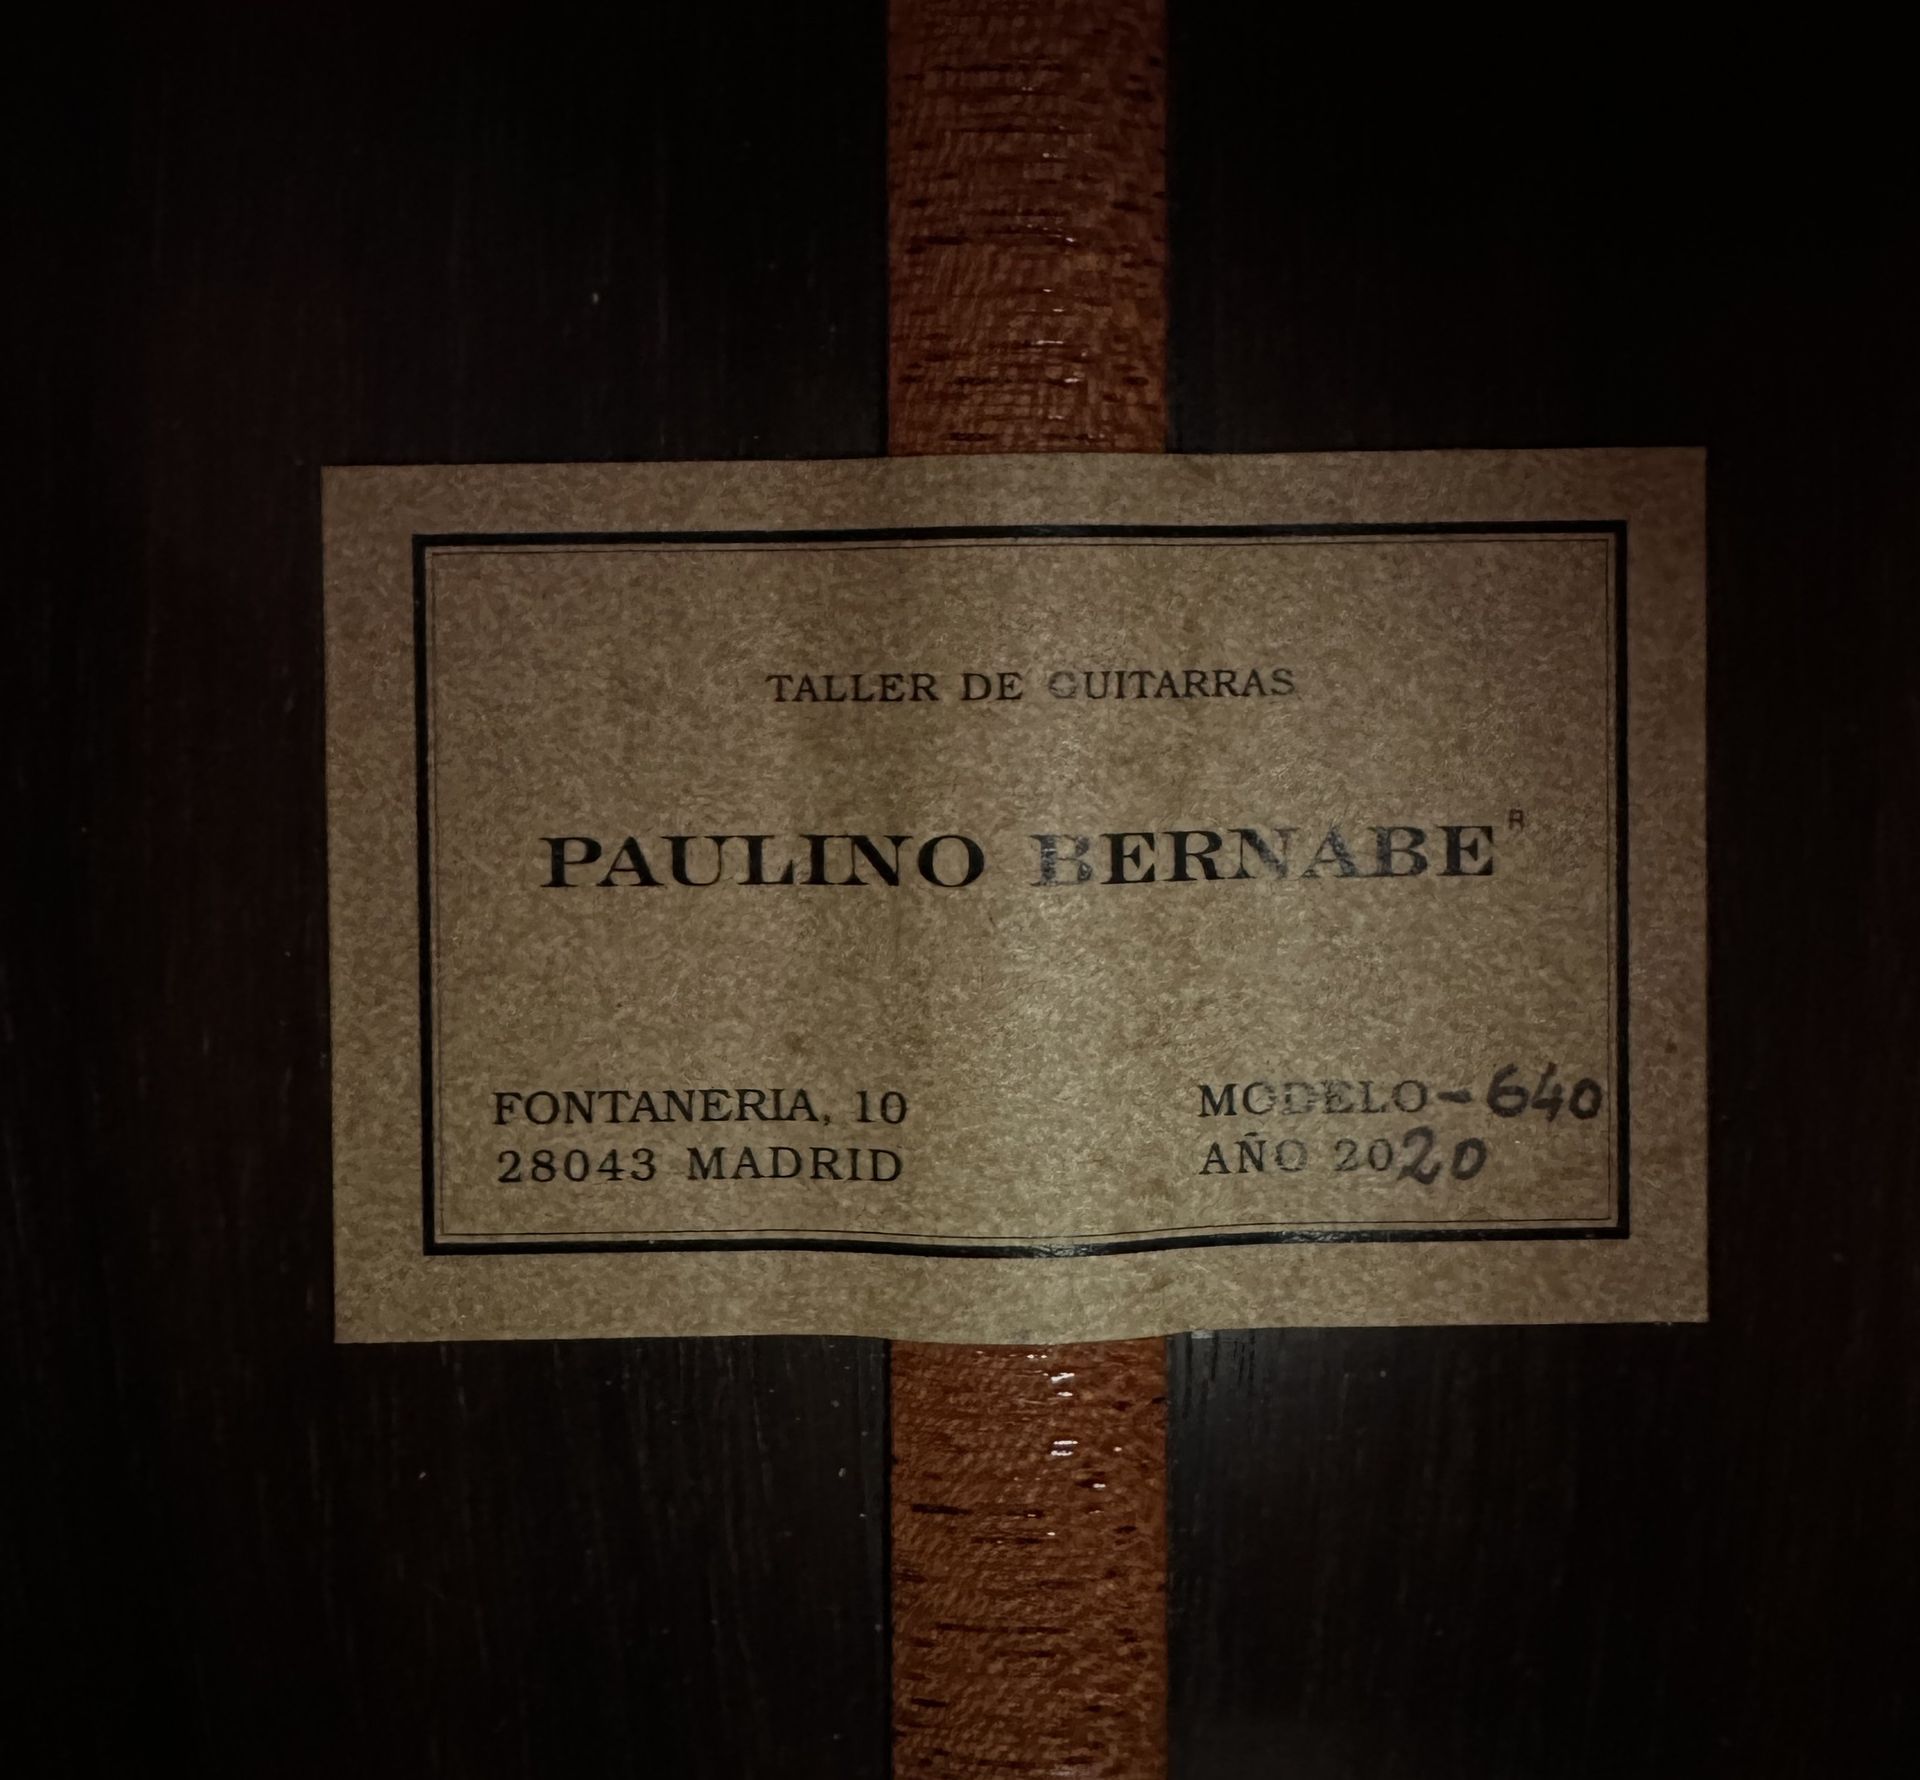 TALLER DE GUITARRAS
PAULINO BERNABE R
FONTANERIA, 10
28043 MADRID
MODELO-640
AÑO 2020